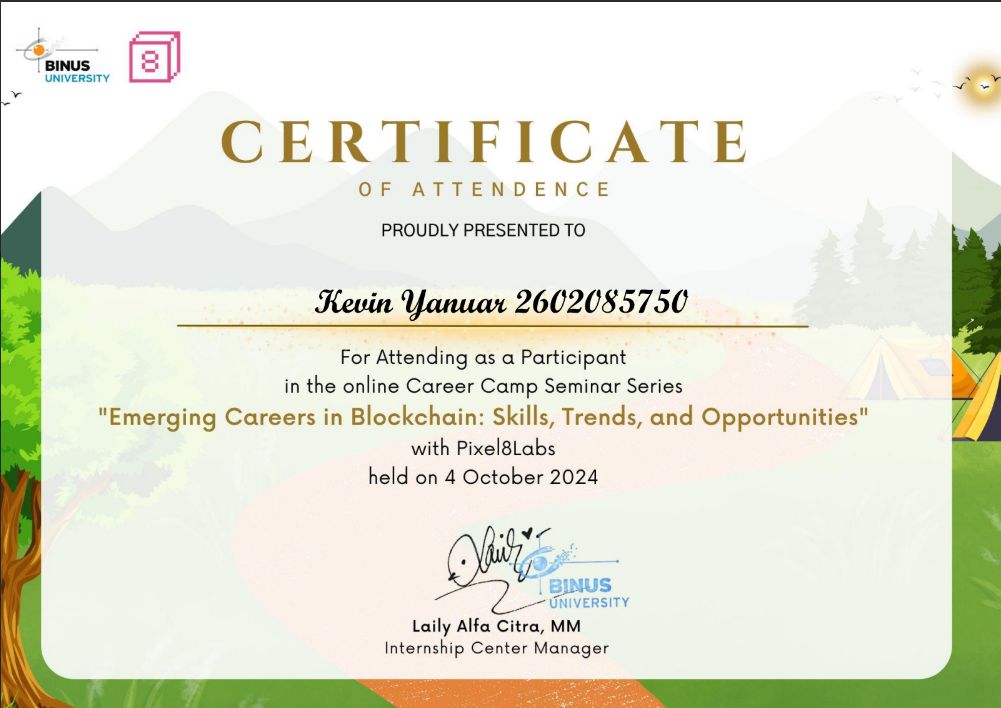 BINUS
UNIVERSITY
8
CERTIFICATE
OF ATTENDENCE
PROUDLY PRESENTED TO
Kevin Yanuar 2602085750
For Attending as a Participant
in the online Career Camp Seminar Series
"Emerging Careers in Blockchain: Skills, Trends, and Opportunities"
with Pixel8Labs
held on 4 October 2024
BINUS
UNIVERSITY
Laily Alfa Citra, MM
Internship Center Manager